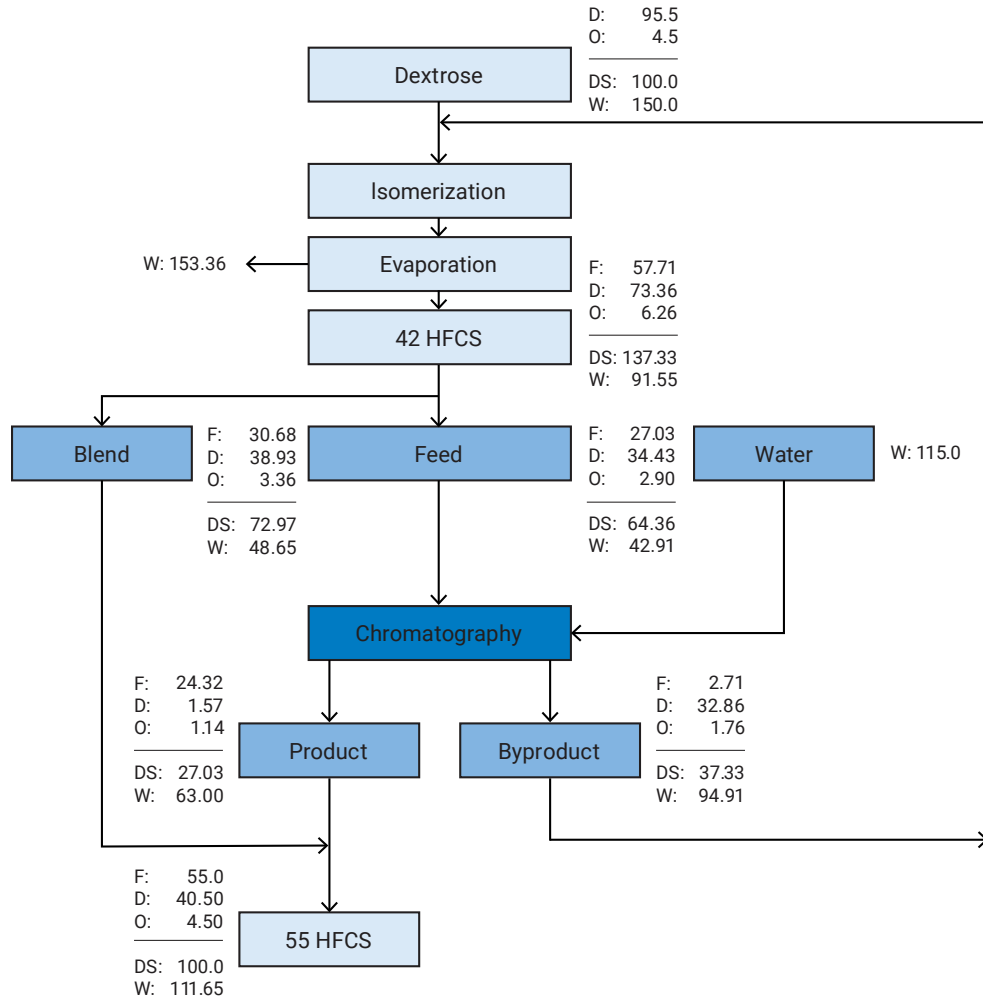 D: 95.5
O: 4.5
Dextrose
DS: 100.0
W: 150.0
Isomerization
W: 153.36
Evaporation
F: 57.71
D: 73.36
O: 6.26
42 HFCS
DS: 137.33
W: 91.55
Blend
F: 30.68
D: 38.93
O: 3.36
DS: 72.97
W: 48.65
Feed
F: 27.03
D: 34.43
O: 2.90
DS: 64.36
W: 42.91
Water
W: 115.0
Chromatography
F: 24.32
D: 1.57
O: 1.14
DS: 27.03
W: 63.00
Product
Byproduct
F: 2.71
D: 32.86
O: 1.76
DS: 37.33
W: 94.91
F: 55.0
D: 40.50
O: 4.50
DS: 100.0
W: 111.65
55 HFCS